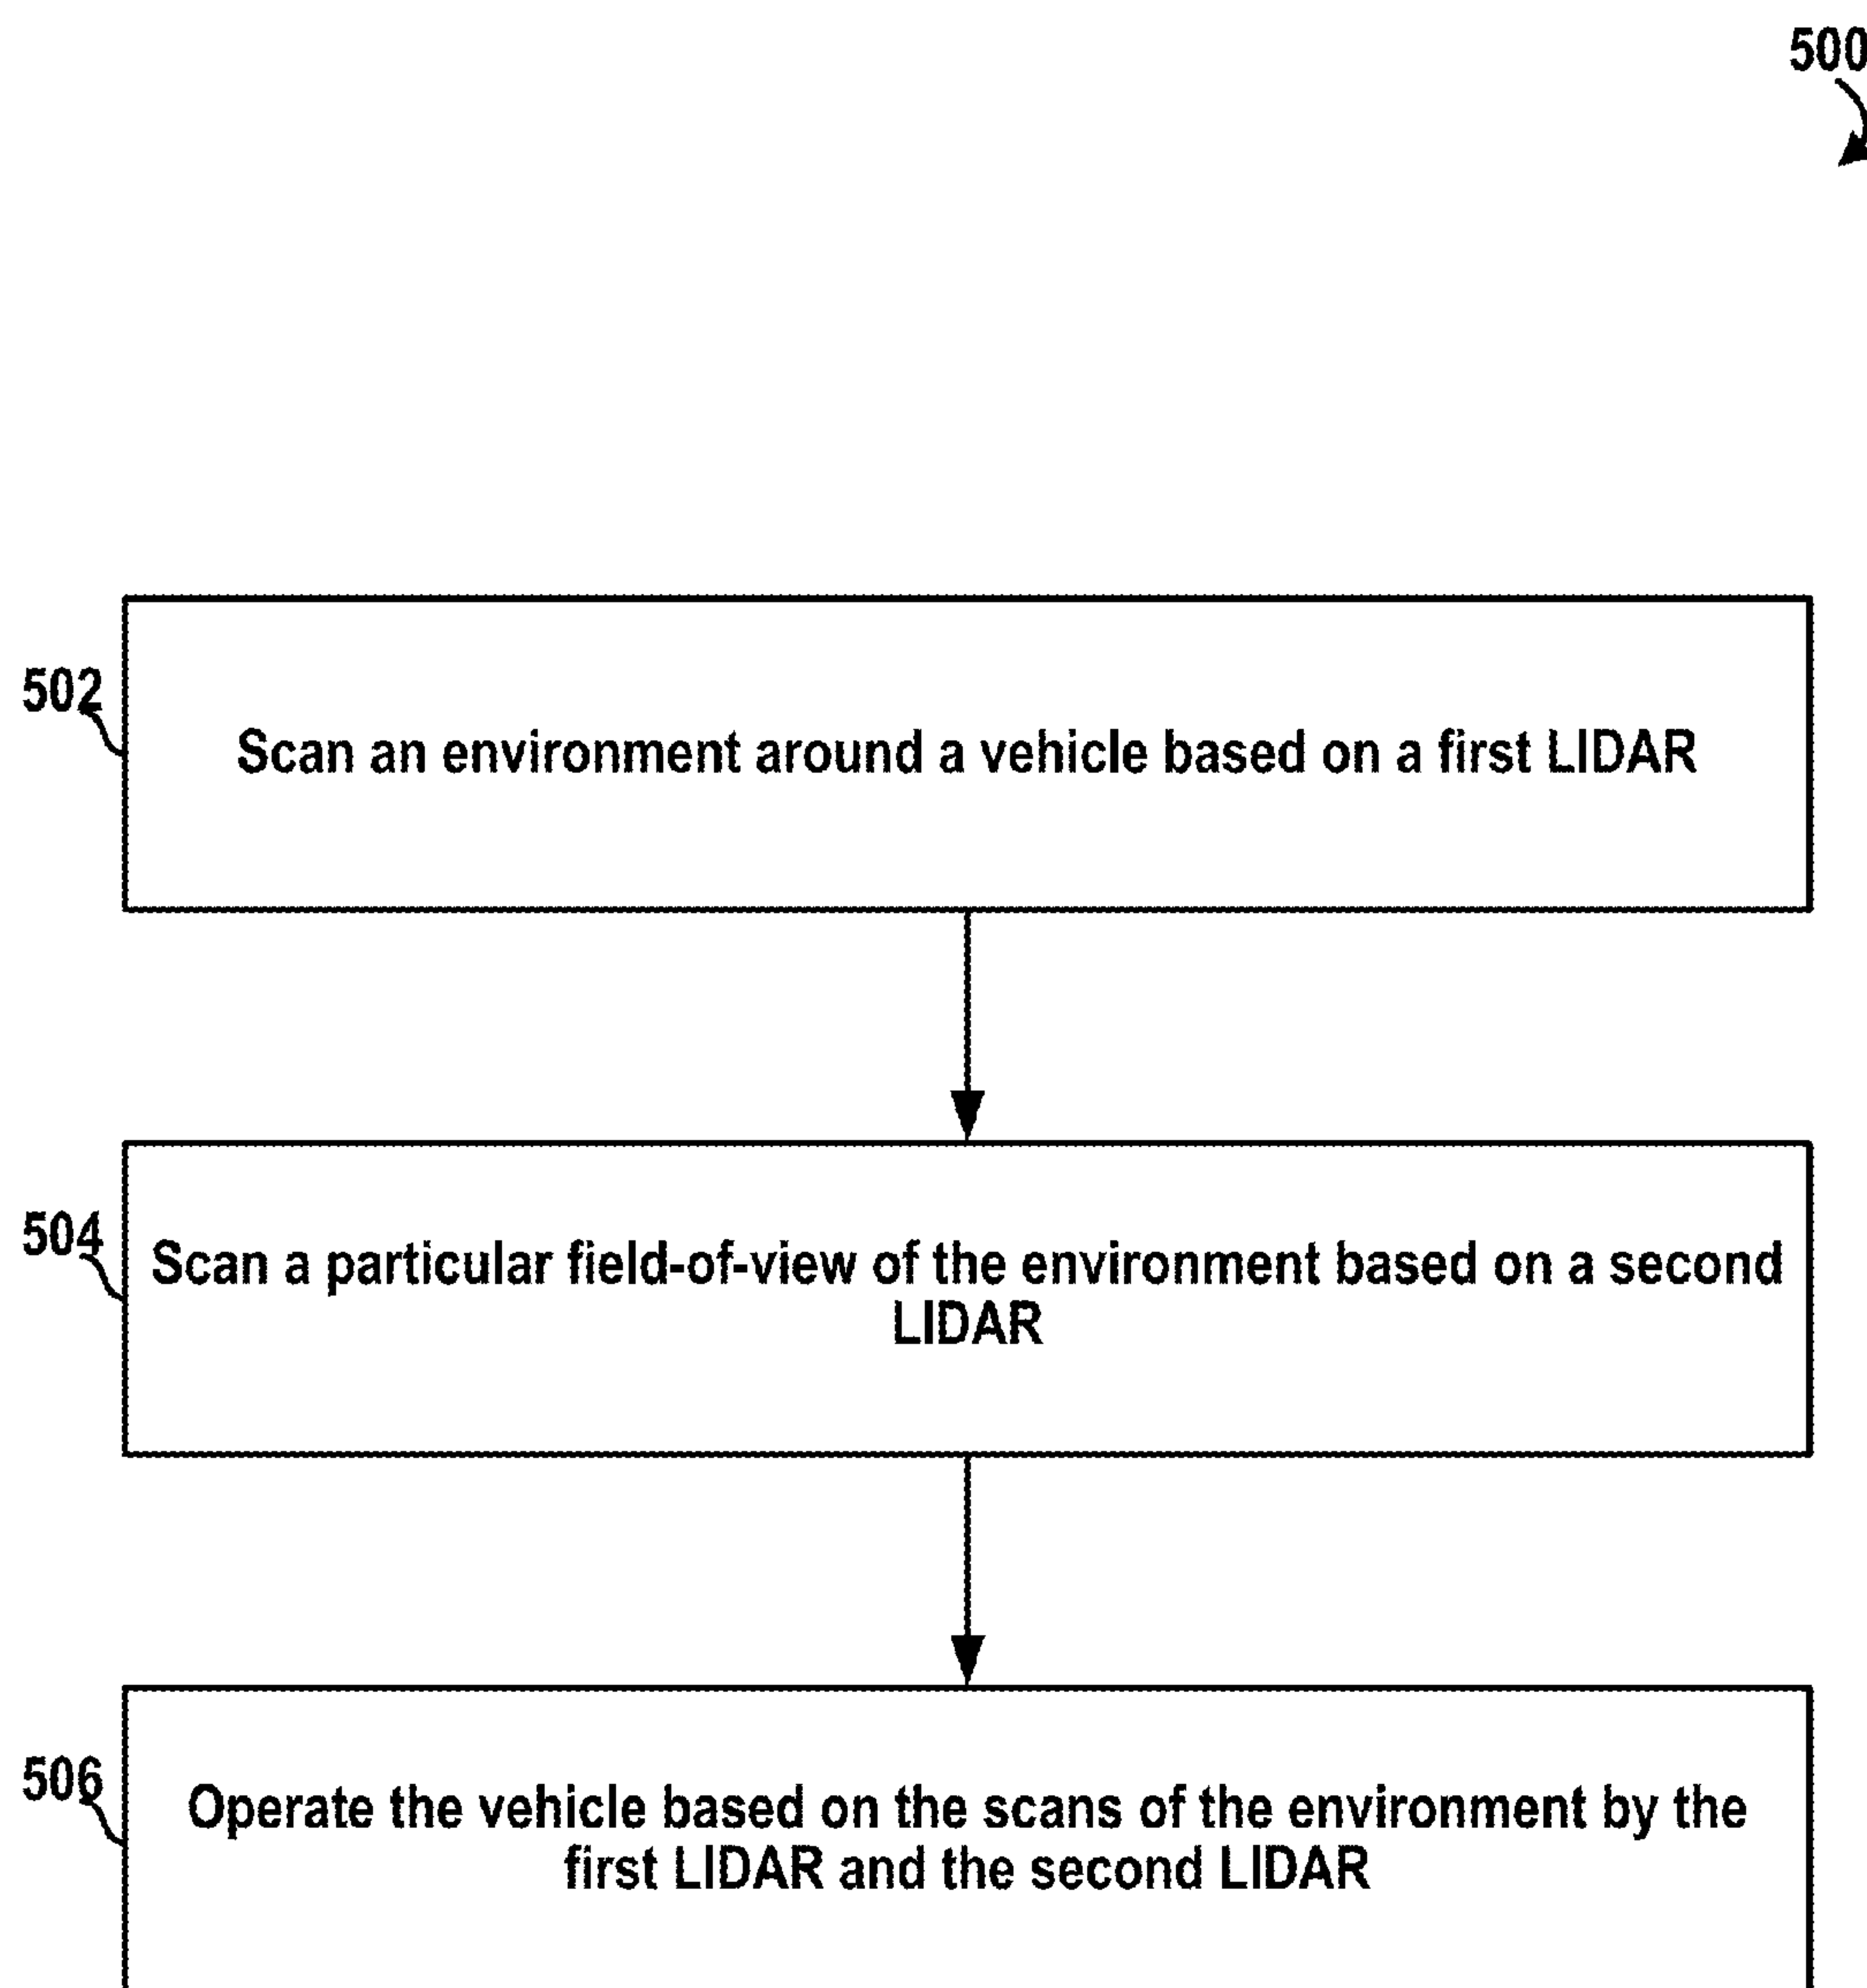 500
502
Scan an environment around a vehicle based on a first LIDAR
504
Scan a particular field-of-view of the environment based on a second
LIDAR
506
Operate the vehicle based on the scans of the environment by the
first LIDAR and the second LIDAR